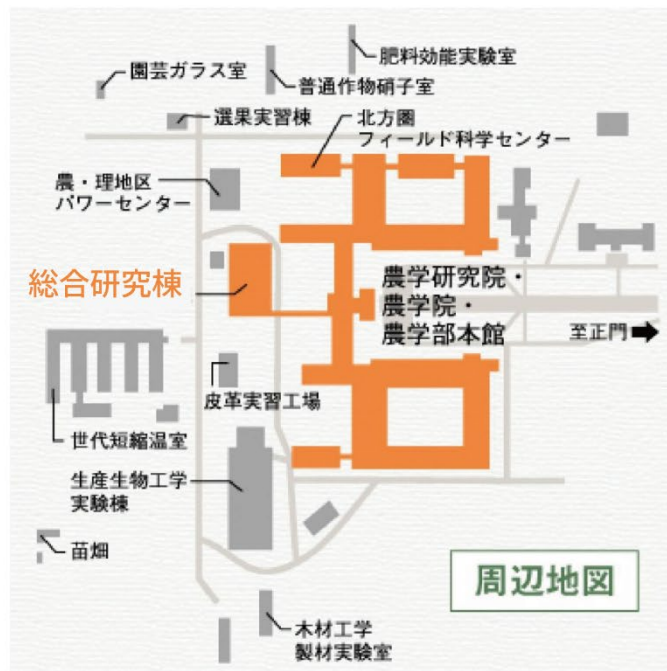 肥料効能実験室
園芸ガラス室
普通作物硝子室
選果実習棟
北方圏
フィールド科学センター
農・理地区
パワーセンター
総合研究棟
農学研究院・
農学院・
農学部本館
至正門
皮革実習工場
世代短縮温室
生産生物工学
実験棟
苗畑
周辺地図
木材工学
製材実験室